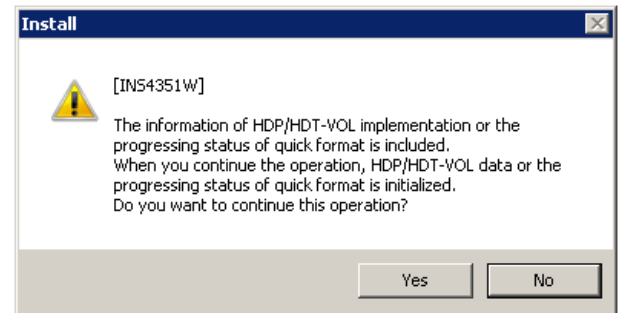 Install
[INS4351W]
The information of HDP/HDT-VOL implementation or the
progressing status of quick format is included.
When you continue the operation, HDP/HDT-VOL data or the
progressing status of quick format is initialized.
Do you want to continue this operation?
Yes
No